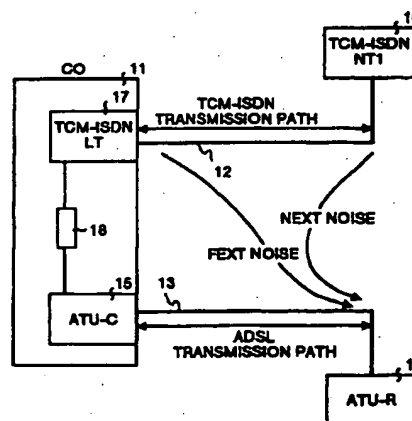 CO
11
17
TCM-ISDN
LT
TCM-ISDN
NT1
TCM-ISDN
TRANSMISSION PATH
12
NEXT NOISE
FEXT NOISE
18
15
ATU-C
13
ADSL
TRANSMISSION PATH
ATU-R